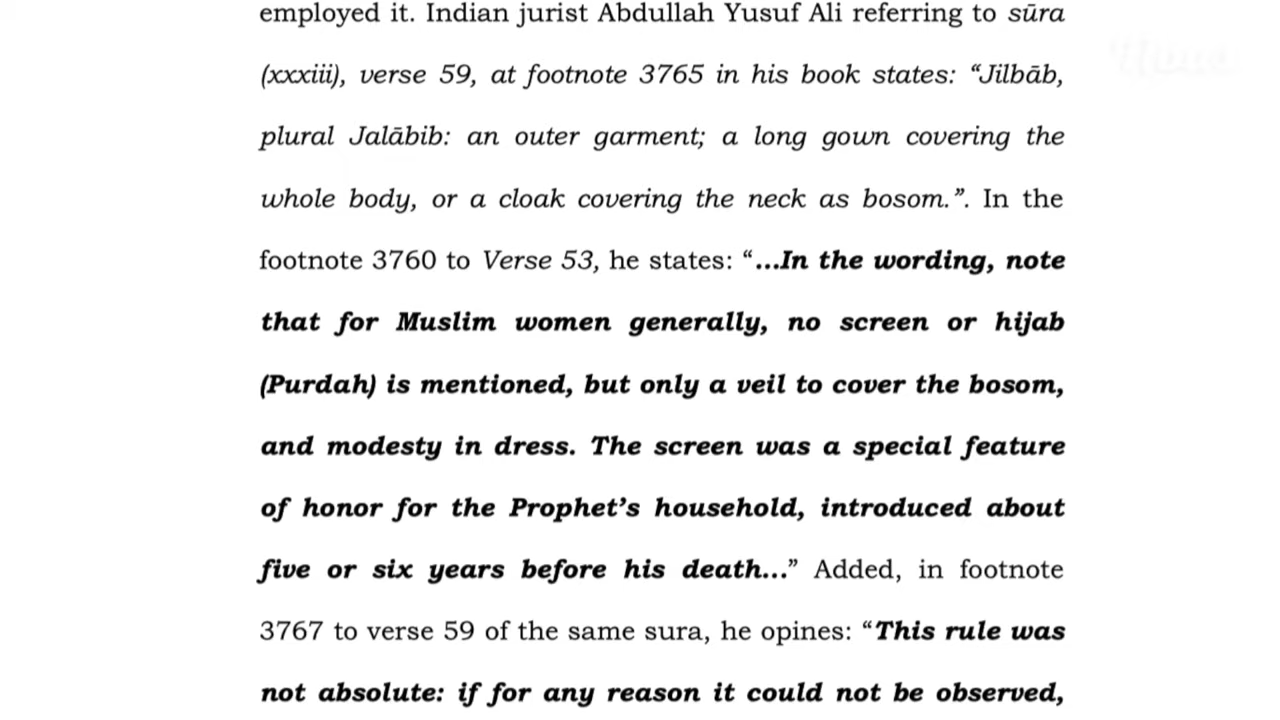 employed it. Indian jurist Abdullah Yusuf Ali referring to sūra
(xxxiii), verse 59, at footnote 3765 in his book states: “Jilbāb,
plural Jalābib: an outer garment; a long gown covering the
whole body, or a cloak covering the neck as bosom.”. In the
footnote 3760 to Verse 53, he states: “…In the wording, note
that for Muslim women generally, no screen or hijab
(Purdah) is mentioned, but only a veil to cover the bosom,
and modesty in dress. The screen was a special feature
of honor for the Prophet’s household, introduced about
five or six years before his death…” Added, in footnote
3767 to verse 59 of the same sura, he opines: “This rule was
not absolute: if for any reason it could not be observed,